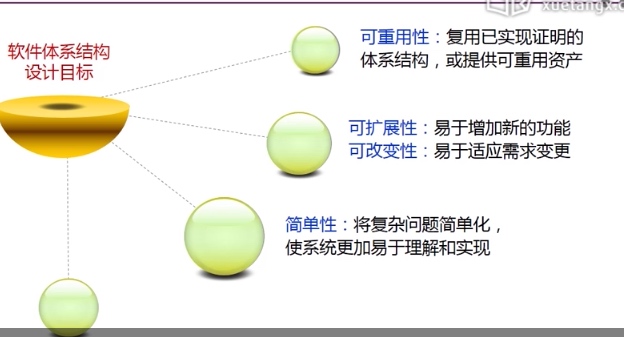 xuetangx.c
软件体系结构
设计目标
可重用性：复用已实现证明的
体系结构，或提供可重用资产
可扩展性：易于增加新的功能
可改变性：易于适应需求变更
简单性：将复杂问题简单化，
使系统更加易于理解和实现